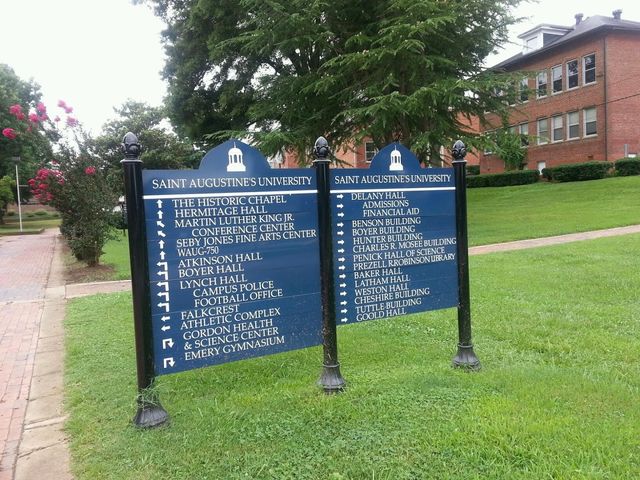 SAINT AUGUSTINE'S UNIVERSITY
THE HISTORIC CHAPEL
HERMITAGE HALL
MARTIN LUTHER KING JR.
CONFERENCE CENTER
SEBY JONES FINE ARTS CENTER
WAUG-750
ATKINSON HALL
BOYER HALL
LYNCH HALL
CAMPUS POLICE
FOOTBALL OFFICE
FALKCREST
ATHLETIC COMPLEX
GORDON HEALTH
& SCIENCE CENTER
EMERY GYMNASIUM
SAINT AUGUSTINE'S UNIVERSITY
DELANY HALL
ADMISSIONS
FINANCIAL AID
BENSON BUILDING
BOYER BUILDING
HUNTER BUILDING
CHARLES R. MOSEE BUILDING
PENICK HALL OF SCIENCE
PREZELL R.ROBINSON LIBRARY
BAKER HALL
LATHAM HALL
WESTON HALL
CHESHIRE BUILDING
TUTTLE BUILDING
GOOLD HALL